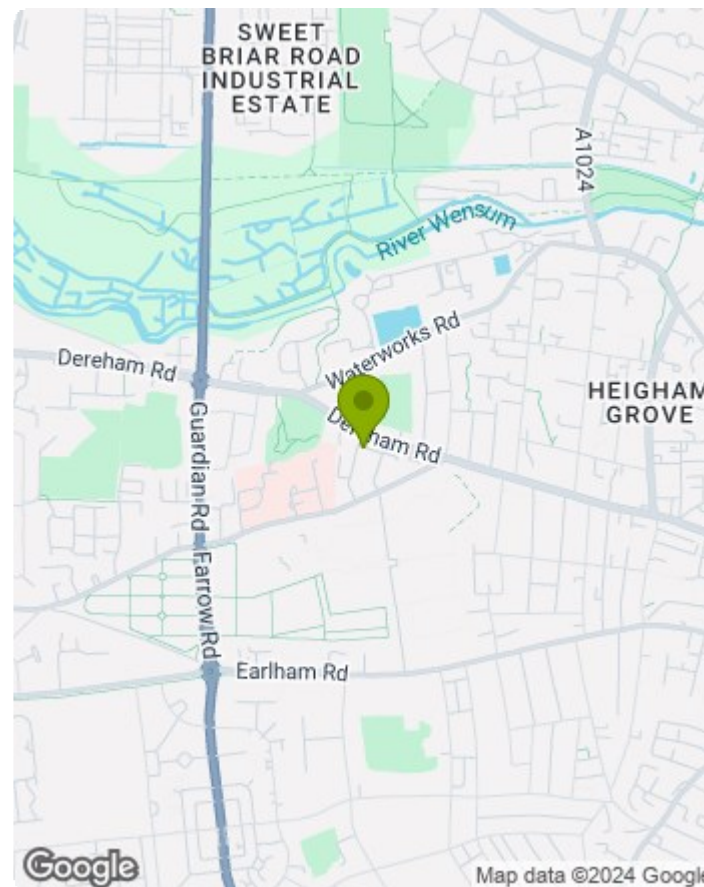 SWEET
BRIAR ROAD
INDUSTRIAL
ESTATE
A1024
River Wensum
Waterworks Rd
Dereham Rd
HEIGHAM
GROVE
Dereham Rd
Guardian Rd
Farrow Rd
Earlham Rd
Google
Map data ©2024 Google